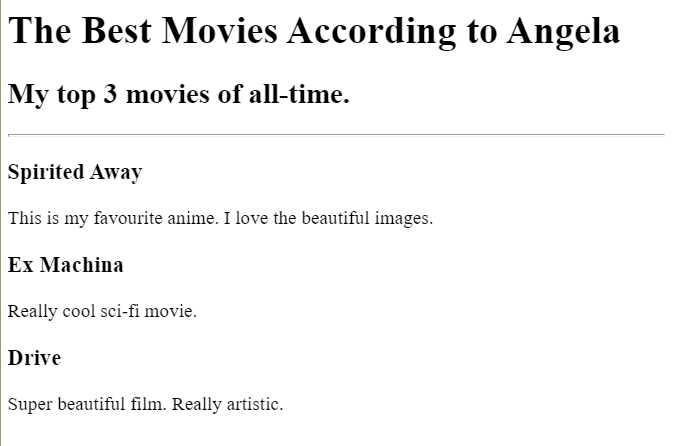 The Best Movies According to Angela
My top 3 movies of all-time.
Spirited Away
This is my favourite anime. I love the beautiful images.
Ex Machina
Really cool sci-fi movie.
Drive
Super beautiful film. Really artistic.